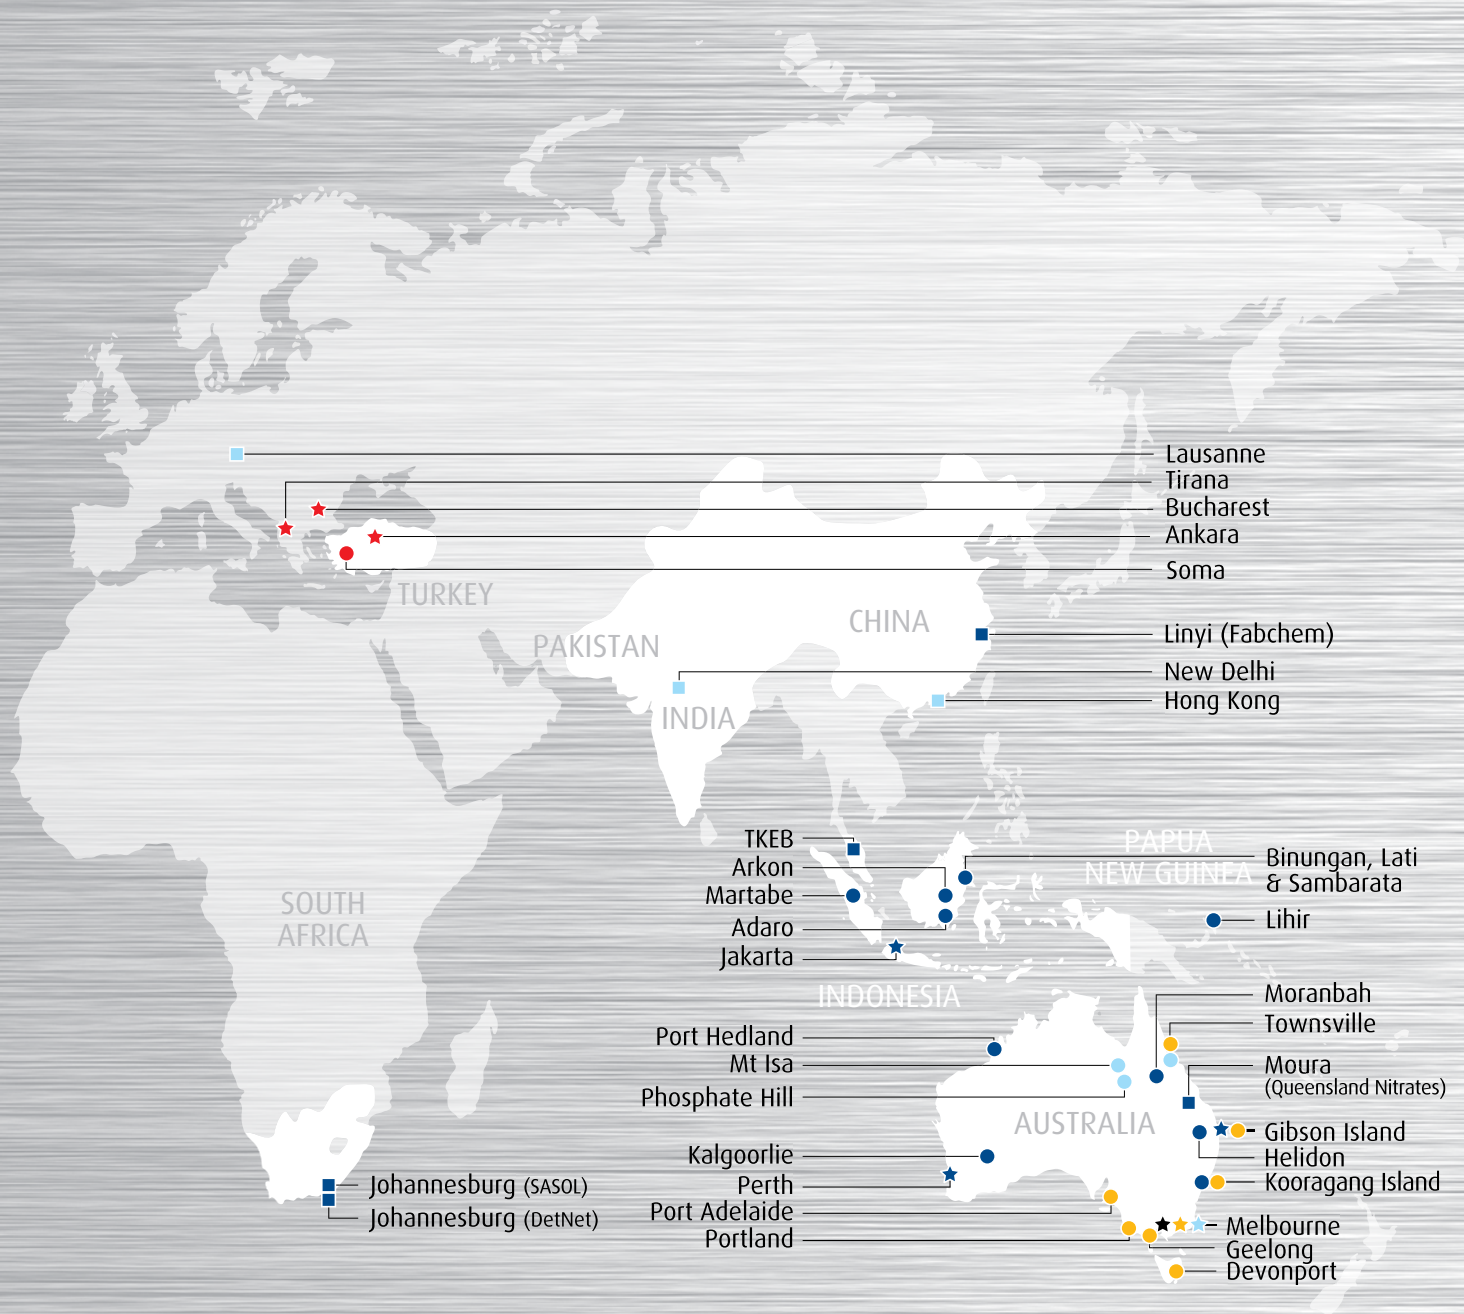 Lausanne
Tirana
Bucharest
Ankara
Soma
TURKEY
CHINA
Linyi (Fabchem)
PAKISTAN
New Delhi
Hong Kong
INDIA
TKEB
Arkon
Martabe
Adaro
Jakarta
PAPUA
NEW GUINEA
Binungan, Lati
& Sambarata
Lihir
SOUTH
AFRICA
INDONESIA
Moranbah
Townsville
Port Hedland
Mt Isa
Phosphate Hill
Moura
(Queensland Nitrates)
AUSTRALIA
Gibson Island
Helidon
Kooragang Island
Kalgoorlie
Perth
Port Adelaide
Portland
Johannesburg (SASOL)
Johannesburg (DetNet)
Melbourne
Geelong
Devonport